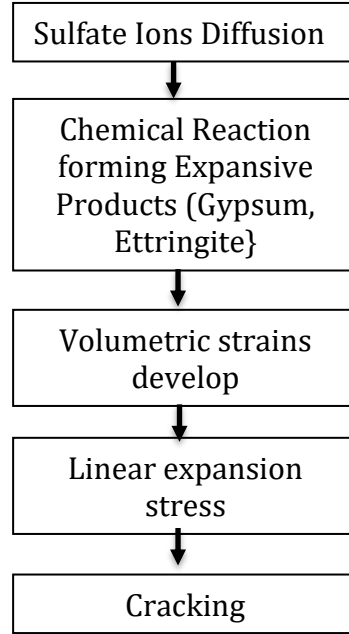 Sulfate Ions Diffusion
Chemical Reaction
forming Expansive
Products (Gypsum,
Ettringite}
Volumetric strains
develop
Linear expansion
stress
Cracking